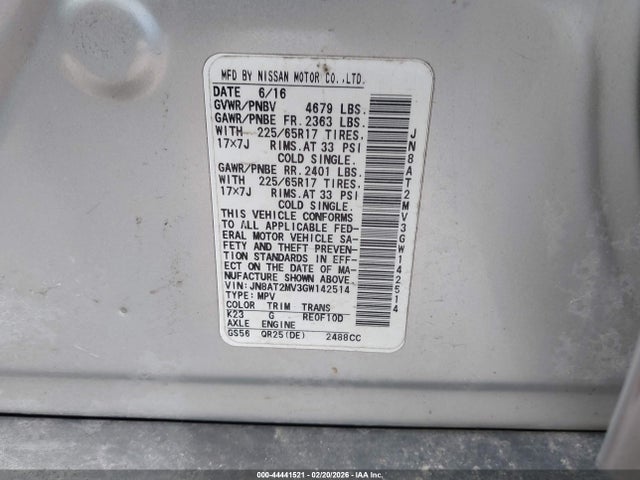 MFD BY NISSAN MOTOR CO.,LTD.
DATE 6/16
GVWR/PNBV 4679 LBS.
GAWR/PNBE FR. 2363 LBS.
WITH 225/65R17 TIRES,
17×7J RIMS.AT 33 PSI
COLD SINGLE.
GAWR/PNBE RR. 2401 LBS.
WITH 225/65R17 TIRES,
17×7J RIMS.AT 33 PSI
COLD SINGLE.
THIS VEHICLE CONFORMS
TO ALL APPLICABLE FED-
ERAL MOTOR VEHICLE SA-
FETY AND THEFT PREVEN-
TION STANDARDS IN EFF-
ECT ON THE DATE OF MA-
NUFACTURE SHOWN ABOVE.
VIN: JN8AT2MV3GW142514
TYPE: MPV
COLOR TRIM TRANS
K23 G RE0F10D
AXLE ENGINE
GS56 QR25(DE) 2488CC
JN8AT2MV3GW142514
000-44441521 - 02/20/2026 - IAA Inc.